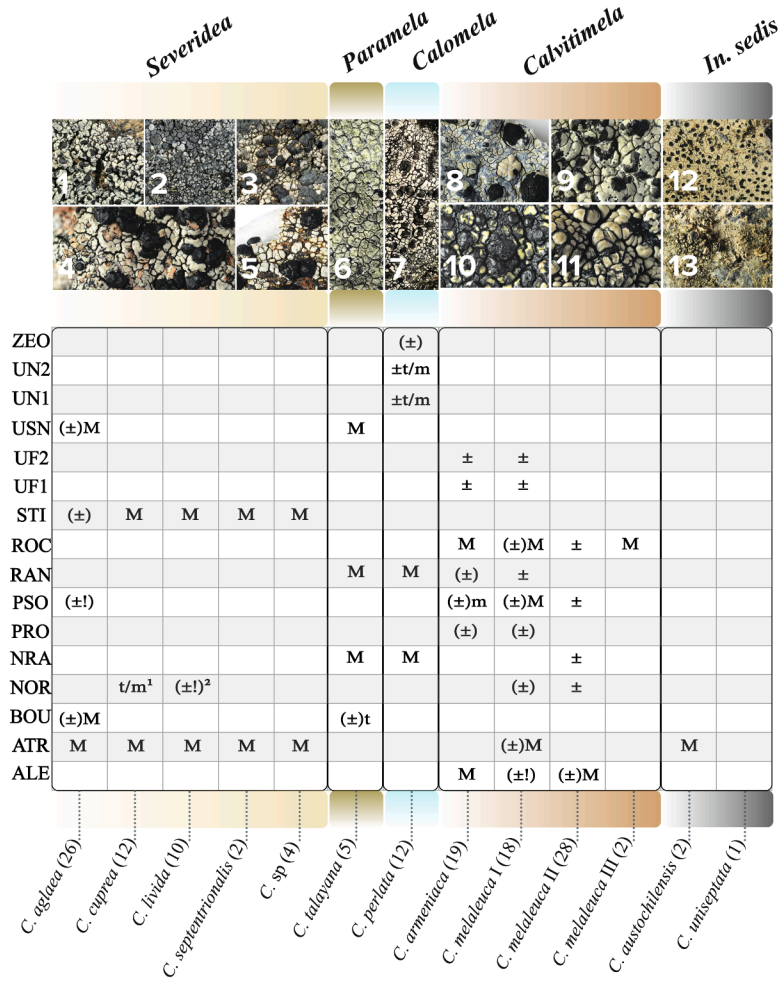 Severidea Paramela Calomela Calvitimela In. sedis
1 2 3 6 7 8 9 12
4 5 10 11 13
ZEO (±)
UN2 ±t/m
UN1 ±t/m
USN (±)M M
UF2 ± ±
UF1 ± ±
STI (±) M M M M
ROC M (±)M ± M
RAN M M (±) ±
PSO (±!) (±)m (±)M ±
PRO (±) (±)
NRA M M ±
NOR t/m¹ (±!)² (±) ±
BOU (±)M (±)t
ATR M M M M M (±)M M
ALE M (±!) (±)M
C. aglaea (26)
C. cuprea (12)
C. livida (10)
C. septentrionalis (2)
C. sp (4)
C. talayana (5)
C. perlata (12)
C. armeniaca (19)
C. melaleuca I (18)
C. melaleuca II (28)
C. melaleuca III (2)
C. austochilensis (2)
C. uniseptata (1)